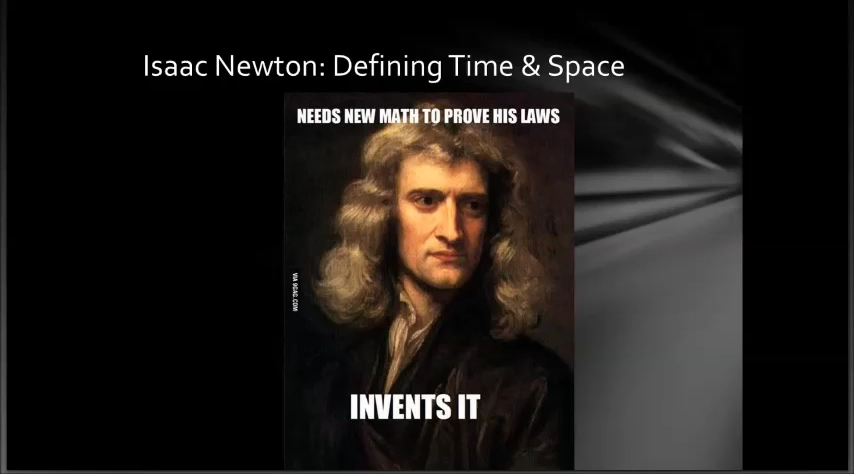 Isaac Newton: Defining Time & Space
NEEDS NEW MATH TO PROVE HIS LAWS
VIA 9GAG.COM
INVENTS IT